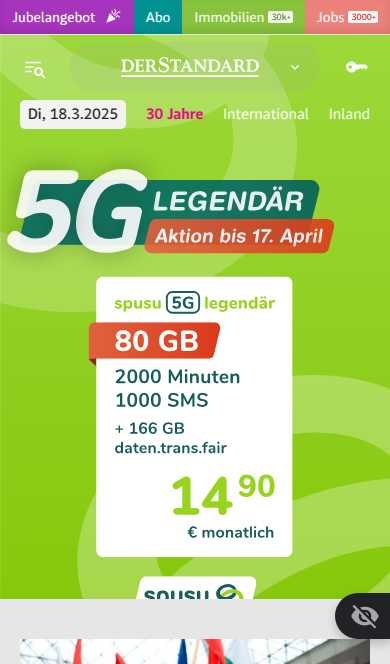 Jubelangebot Abo Immobilien 30k+ Jobs 3000+
DERSTANDARD
Di, 18.3.2025 30 Jahre International Inland
5G LEGENDÄR
Aktion bis 17. April
spusu 5G legendär
80 GB
2000 Minuten
1000 SMS
+ 166 GB
daten.trans.fair
14 90
€ monatlich
spusu